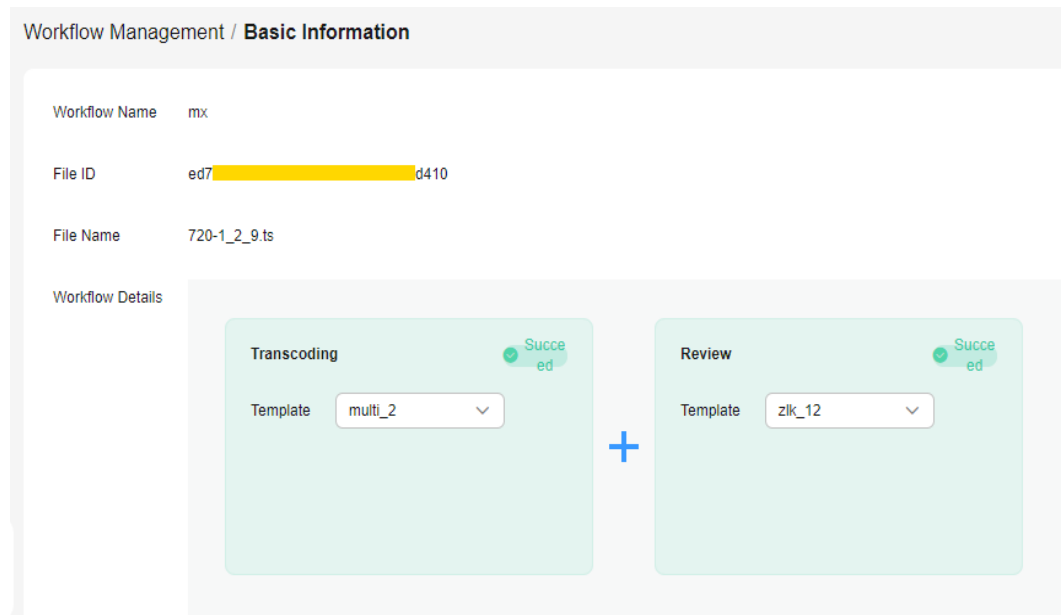 Workflow Management / Basic Information
Workflow Name mx
File ID ed7 d410
File Name 720-1_2_9.ts
Workflow Details
Transcoding
Succe
ed
Template multi_2
Review
Succe
ed
Template zlk_12